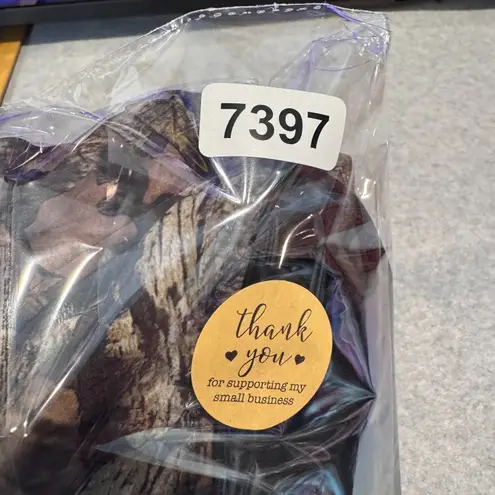 7397
thank
you
for supporting my
small business